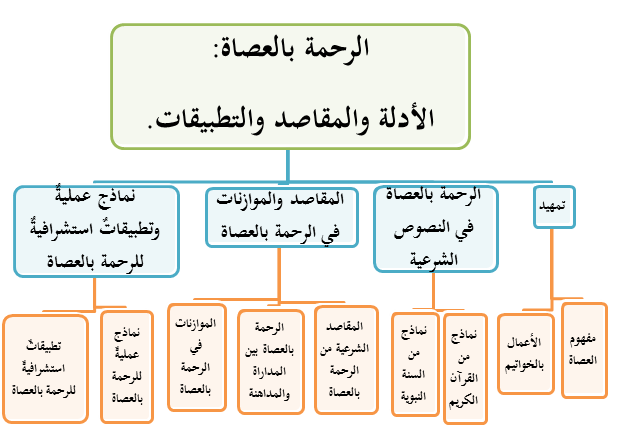 الرحمة بالعصاة:
الأدلة والمقاصد والتطبيقات.
تمهيد
الرحمة بالعصاة
في النصوص
الشرعية
المقاصد والموازنات
في الرحمة بالعصاة
نماذج عمليةٌ
وتطبيقاتٌ استشرافيةٌ
للرحمة بالعصاة
مفهوم
العصاة
الأعمال
بالخواتيم
نماذج
من
القرآن
الكريم
نماذج
من
السنة
النبوية
المقاصد
الشرعية من
الرحمة
بالعصاة
الرحمة
بالعصاة بين
المداراة
والمداهنة
الموازنات
في
الرحمة
بالعصاة
نماذج
عمليةٌ
للرحمة
بالعصاة
تطبيقاتٌ
استشرافيةٌ
للرحمة بالعصاة